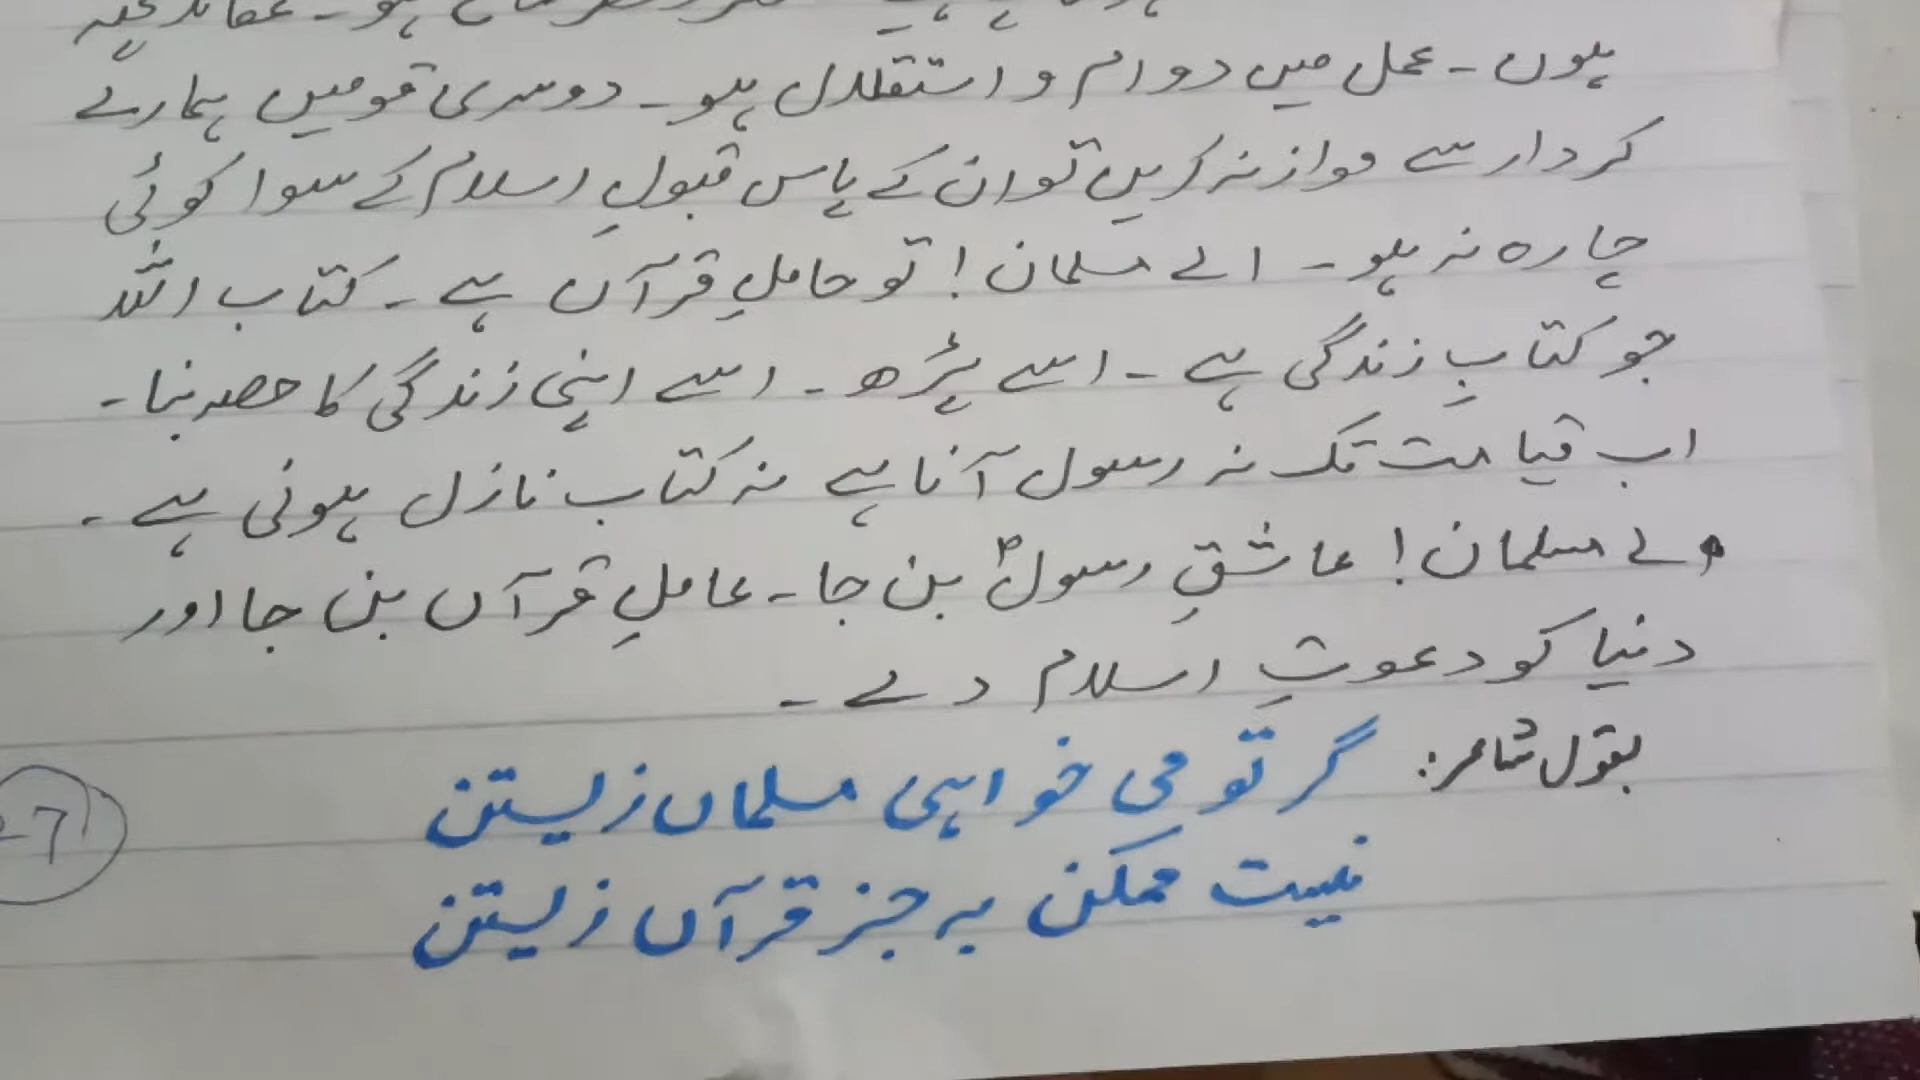 ہوں۔ عمل میں دوام و استقلال ہو۔ دوسری قومیں ہمارے
کردار سے موازنہ کریں تو ان کے پاس قبولِ اسلام کے سوا کوئی
چارہ نہ ہو۔ اے مسلمان! تو حاملِ قرآں ہے۔ کتاب اللہ
جو کتابِ زندگی ہے۔ اسے پڑھ۔ اسے اپنی زندگی کا حصہ بنا۔
اب قیامت تک نہ رسول آنا ہے نہ کتاب نازل ہونی ہے۔
اے مسلمان! عاشقِ رسولؐ بن جا۔ عاملِ قرآں بن جا اور
دنیا کو دعوتِ اسلام دے۔
بقول شاعر: گر تو می خواہی مسلماں زیستن
نیست ممکن بہ جز قرآں زیستن
7